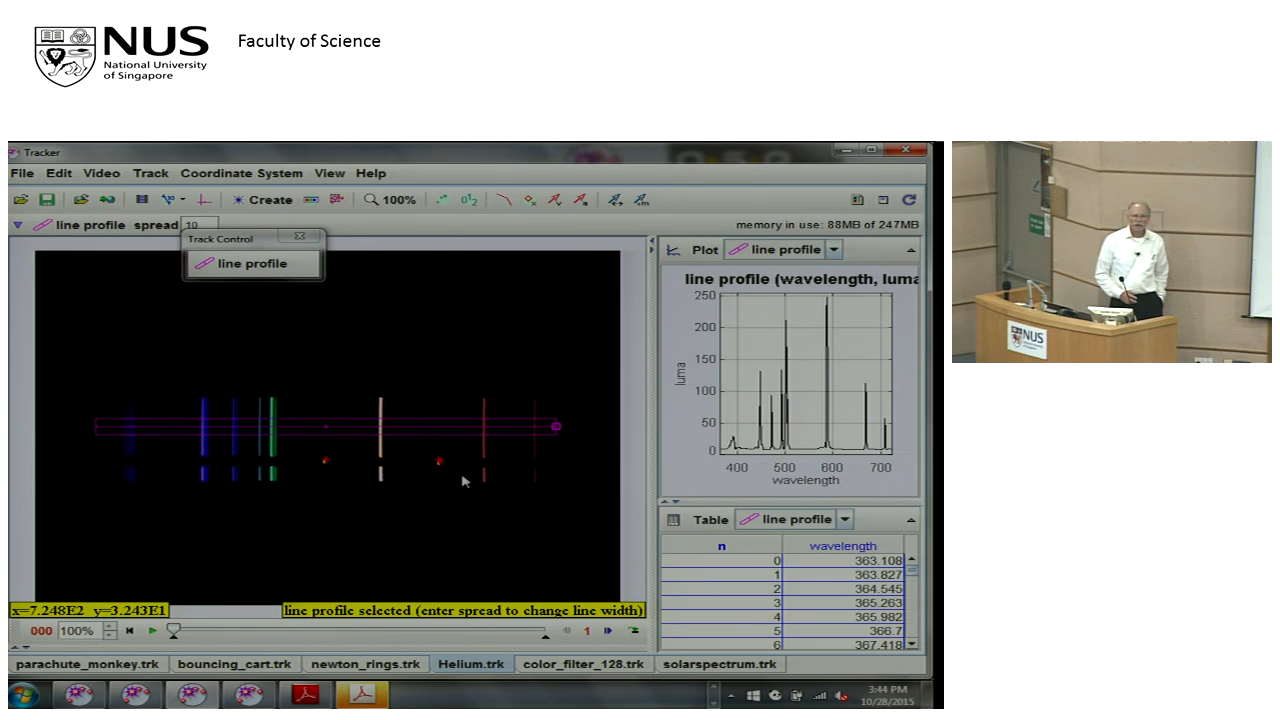 NUS
National University
of Singapore
Faculty of Science
Tracker
File Edit Video Track Coordinate System View Help
Create 100%
line profile spread 10
memory in use: 88MB of 247MB
Track Control
line profile
Plot line profile
line profile (wavelength, luma
250
200
150
100
50
0
luma
400 500 600 700
wavelength
Table line profile
n wavelength
0 363.108
1 363.827
2 364.545
3 365.263
4 365.982
5 366.7
6 367.418
x=7.248E2 y=3.243E1
line profile selected (enter spread to change line width)
000 100% 1
parachute_monkey.trk bouncing_cart.trk newton_rings.trk Helium.trk color_filter_128.trk solarspectrum.trk
3:44 PM
10/28/2015
NUS